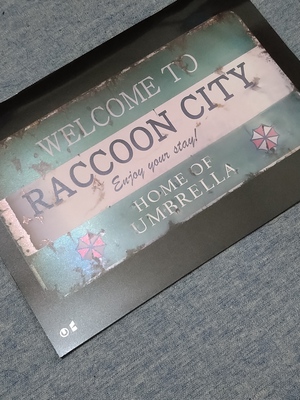 WELCOME TO
RACCOON CITY
Enjoy your stay!
HOME OF
UMBRELLA